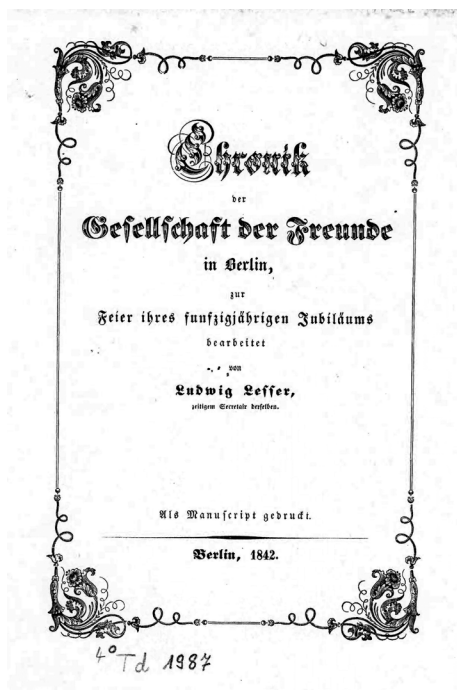 Chronik
der
Gesellschaft der Freunde
in Berlin,
zur
Feier ihres funfzigjährigen Jubiläums
bearbeitet
von
Ludwig Lesser,
zeitigem Secretair derselben.
Als Manuscript gedruckt.
Berlin, 1842.
4° Td 1987